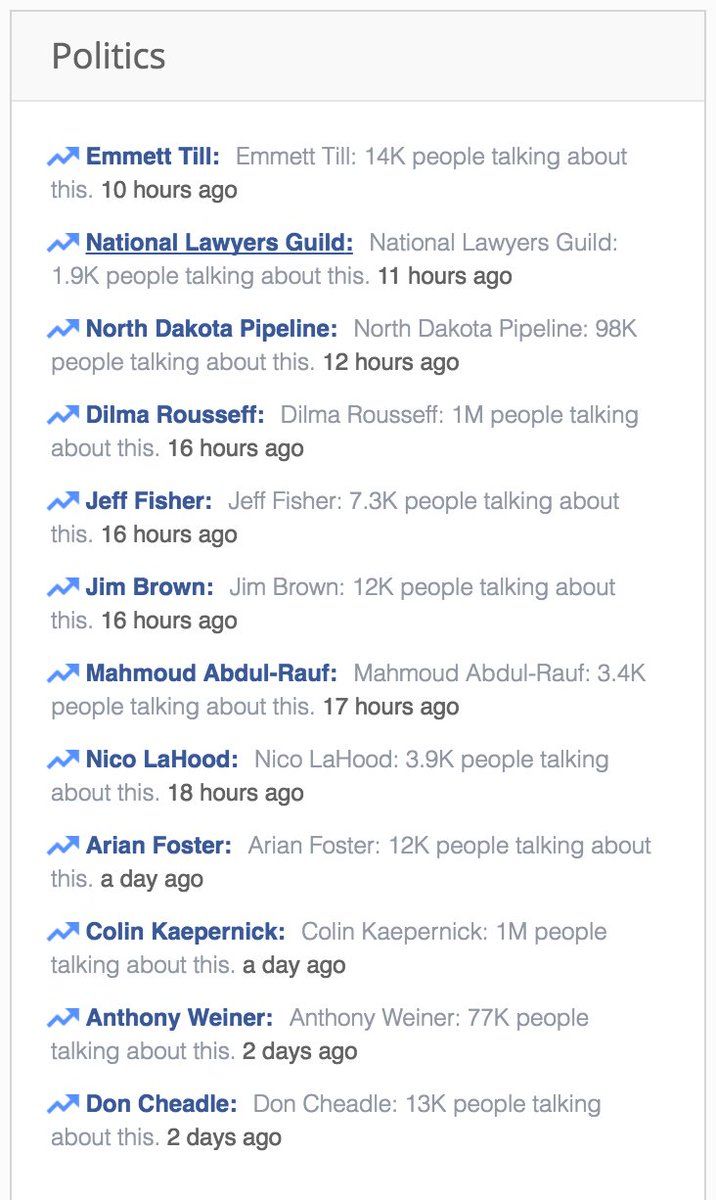 Politics
Emmett Till: Emmett Till: 14K people talking about
this. 10 hours ago
National Lawyers Guild: National Lawyers Guild:
1.9K people talking about this. 11 hours ago
North Dakota Pipeline: North Dakota Pipeline: 98K
people talking about this. 12 hours ago
Dilma Rousseff: Dilma Rousseff: 1M people talking
about this. 16 hours ago
Jeff Fisher: Jeff Fisher: 7.3K people talking about
this. 16 hours ago
Jim Brown: Jim Brown: 12K people talking about
this. 16 hours ago
Mahmoud Abdul-Rauf: Mahmoud Abdul-Rauf: 3.4K
people talking about this. 17 hours ago
Nico LaHood: Nico LaHood: 3.9K people talking
about this. 18 hours ago
Arian Foster: Arian Foster: 12K people talking about
this. a day ago
Colin Kaepernick: Colin Kaepernick: 1M people
talking about this. a day ago
Anthony Weiner: Anthony Weiner: 77K people
talking about this. 2 days ago
Don Cheadle: Don Cheadle: 13K people talking
about this. 2 days ago